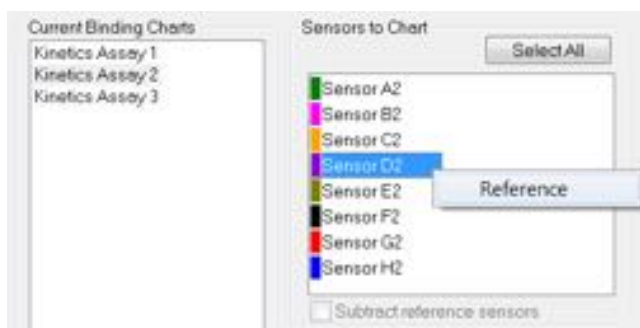 Current Binding Charts
Kinetics Assay 1
Kinetics Assay 2
Kinetics Assay 3
Sensors to Chart
Select All
Sensor A2
Sensor B2
Sensor C2
Sensor D2
Reference
Sensor E2
Sensor F2
Sensor G2
Sensor H2
Subtract reference sensors